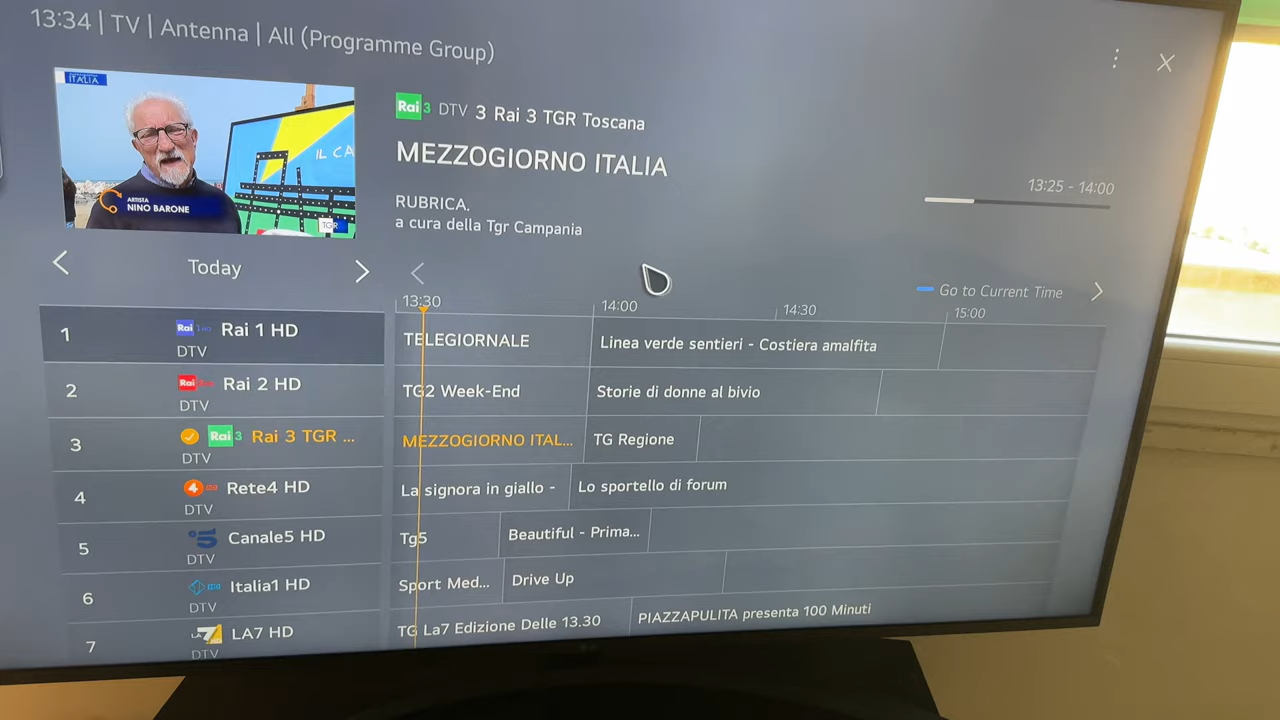 13:34 | TV | Antenna | All (Programme Group)
ITALIA
IL CA
ARTISTA
NINO BARONE
TGR
Rai 3 DTV 3 Rai 3 TGR Toscana
MEZZOGIORNO ITALIA
13:25 - 14:00
RUBRICA.
a cura della Tgr Campania
Today
Go to Current Time
13:30 14:00 14:30 15:00
1 Rai Rai 1 HD
DTV
TELEGIORNALE Linea verde sentieri - Costiera amalfita
2 Rai Rai 2 HD
DTV
TG2 Week-End Storie di donne al bivio
3 Rai 3 Rai 3 TGR ...
DTV
MEZZOGIORNO ITAL... TG Regione
4 4 Rete4 HD
DTV
La signora in giallo - Lo sportello di forum
5 5 Canale5 HD
DTV
Tg5 Beautiful - Prima...
6 Italia1 HD
DTV
Sport Med... Drive Up
7 7 LA7 HD
DTV
TG La7 Edizione Delle 13.30 PIAZZAPULITA presenta 100 Minuti